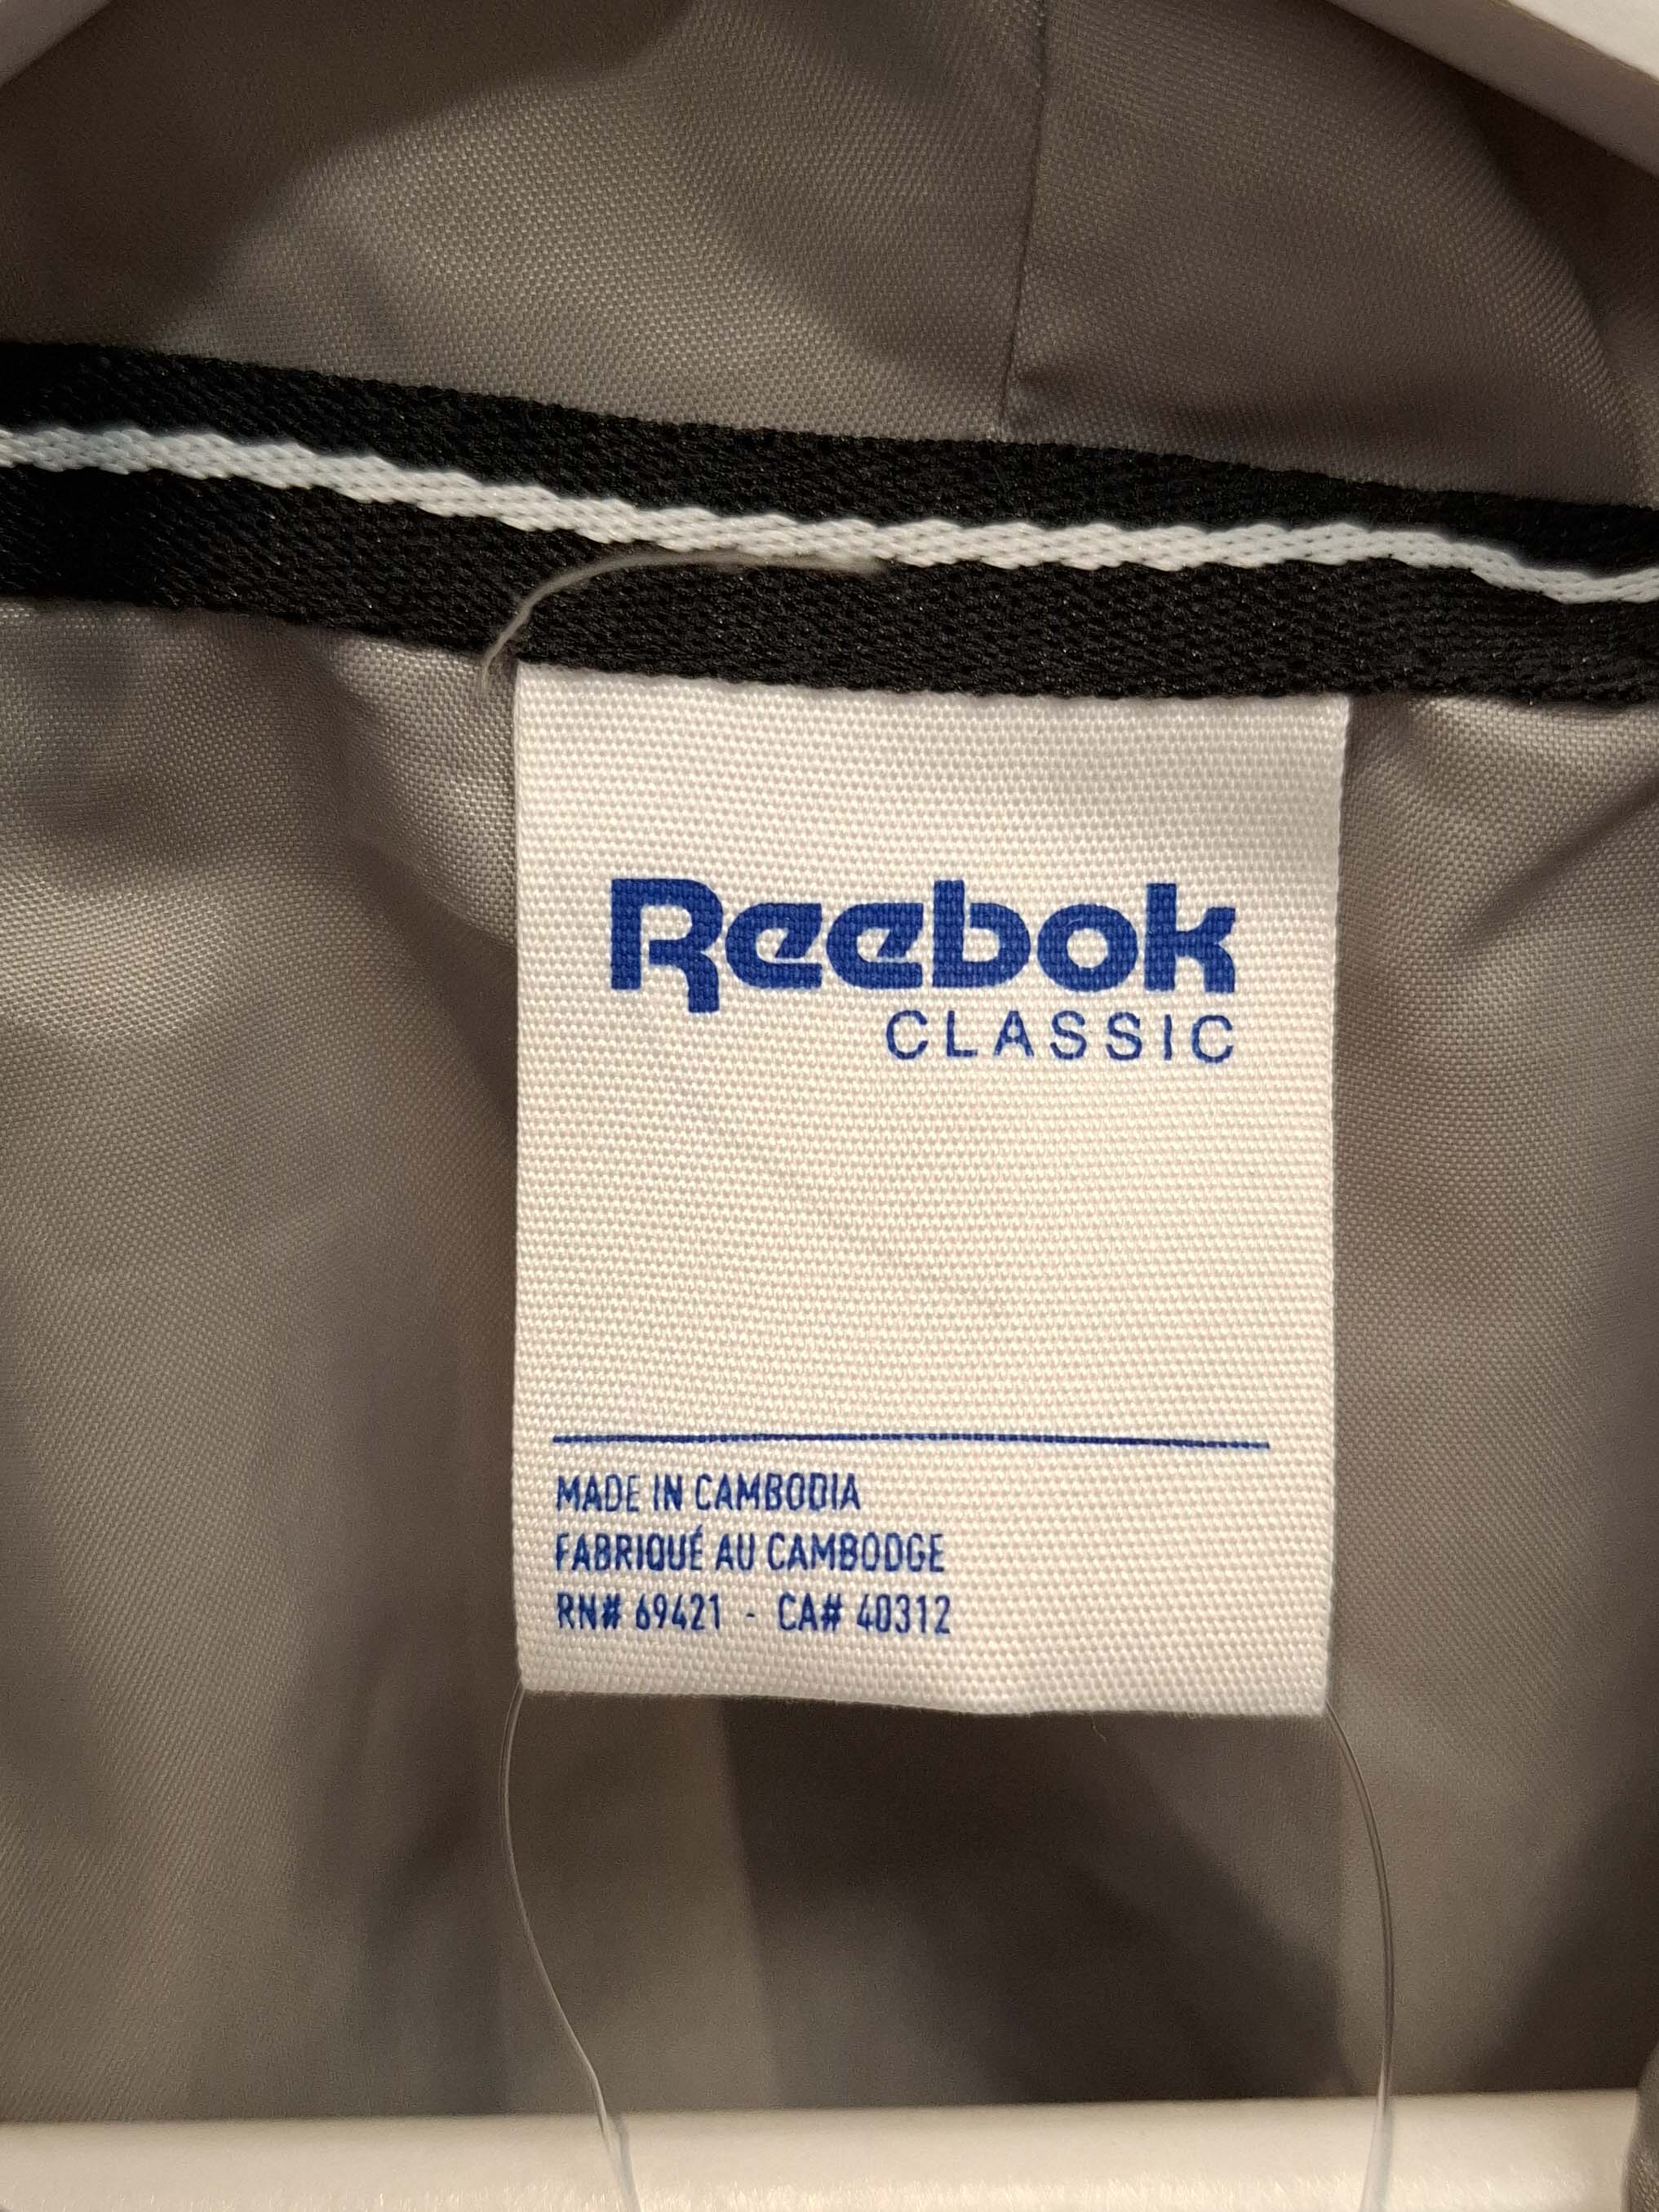 Reebok
CLASSIC
MADE IN CAMBODIA
FABRIQUÉ AU CAMBODGE
RN# 69421 - CA# 40312